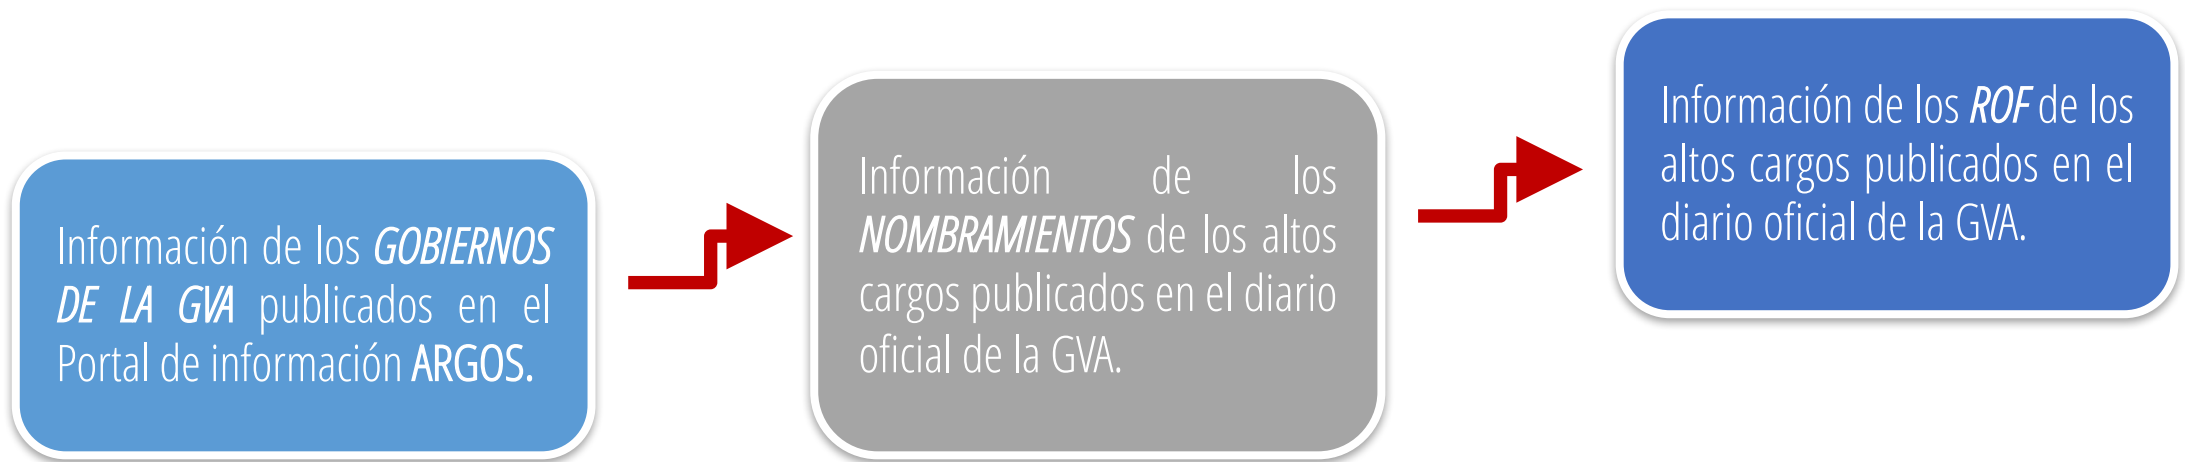 Información de los GOBIERNOS
DE LA GVA publicados en el
Portal de información ARGOS.
Información de los
NOMBRAMIENTOS de los altos
cargos publicados en el diario
oficial de la GVA.
Información de los ROF de los
altos cargos publicados en el
diario oficial de la GVA.